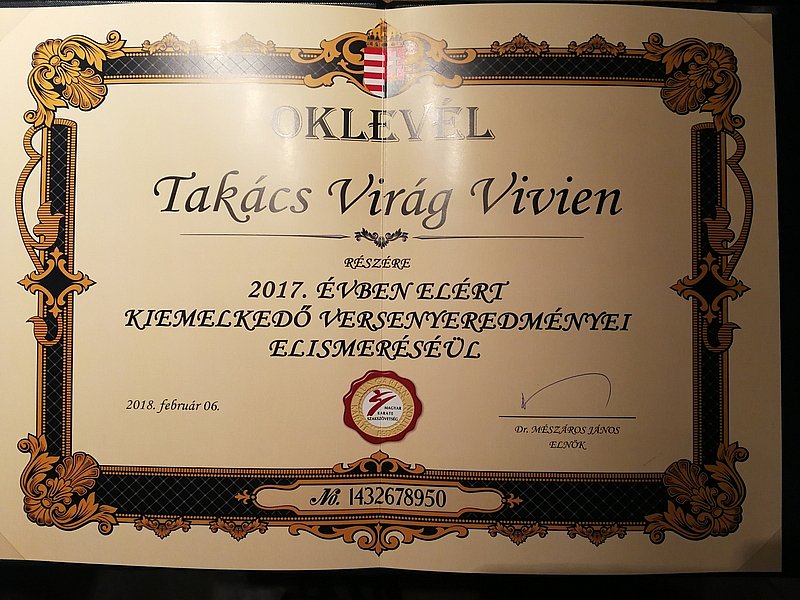 OKLEVÉL
Takács Virág Vivien
RÉSZÉRE
2017. ÉVBEN ELÉRT
KIEMELKEDŐ VERSENYEREDMÉNYEI
ELISMERÉSÉÜL
2018. február 06.
MAGYAR
KARATE
SZAKSZÖVETSÉG
Dr. MÉSZÁROS JÁNOS
ELNÖK
No. 1432678950